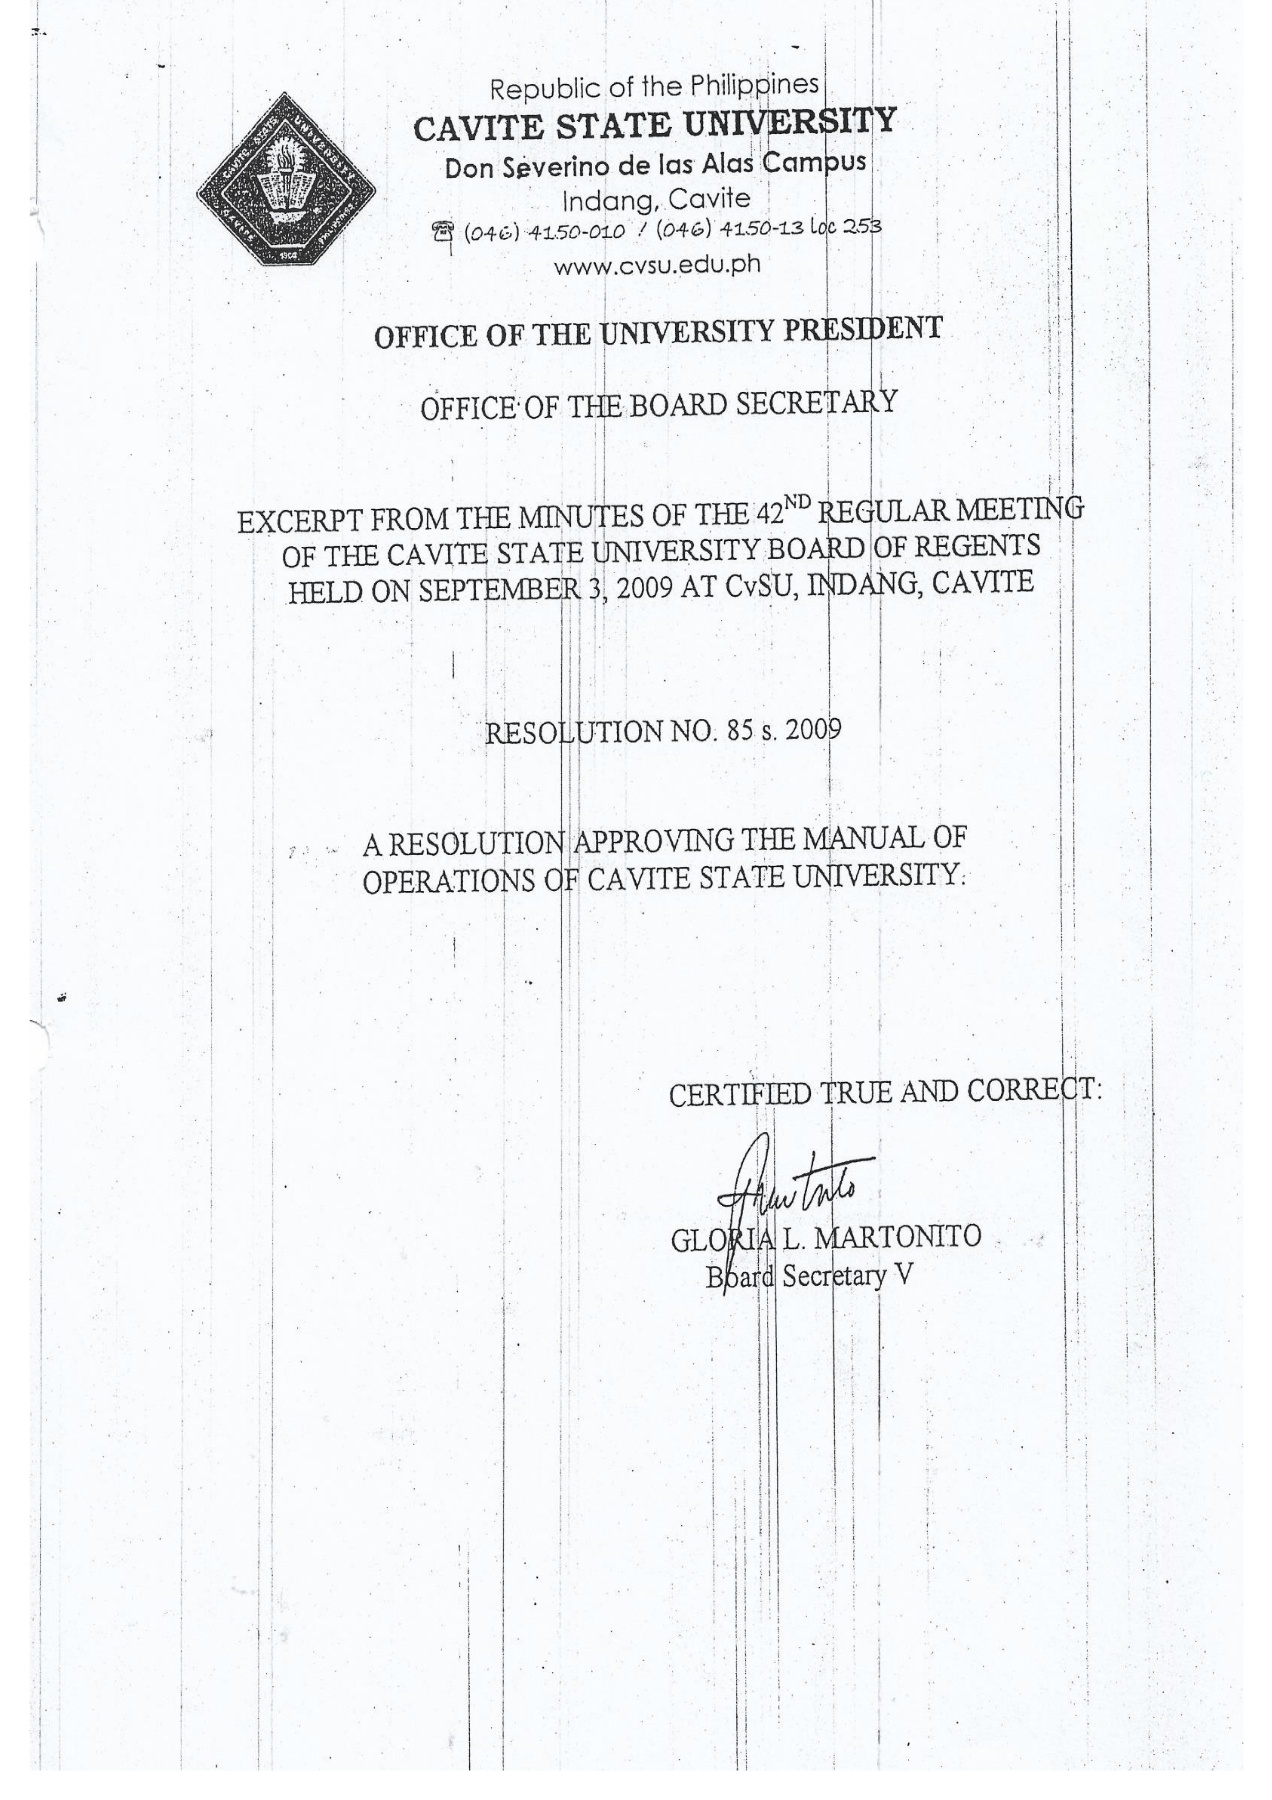 Republic of the Philippines
CAVITE STATE UNIVERSITY
Don Severino de las Alas Campus
Indang, Cavite
☎ (046) 4150-010 / (046) 4150-13 loc 253
www.cvsu.edu.ph
CAVITE STATE UNIVERSITY
1906
OFFICE OF THE UNIVERSITY PRESIDENT
OFFICE OF THE BOARD SECRETARY
EXCERPT FROM THE MINUTES OF THE 42ND REGULAR MEETING
OF THE CAVITE STATE UNIVERSITY BOARD OF REGENTS
HELD ON SEPTEMBER 3, 2009 AT CvSU, INDANG, CAVITE
RESOLUTION NO. 85 s. 2009
A RESOLUTION APPROVING THE MANUAL OF
OPERATIONS OF CAVITE STATE UNIVERSITY.
CERTIFIED TRUE AND CORRECT:
GLORIA L. MARTONITO
Board Secretary V